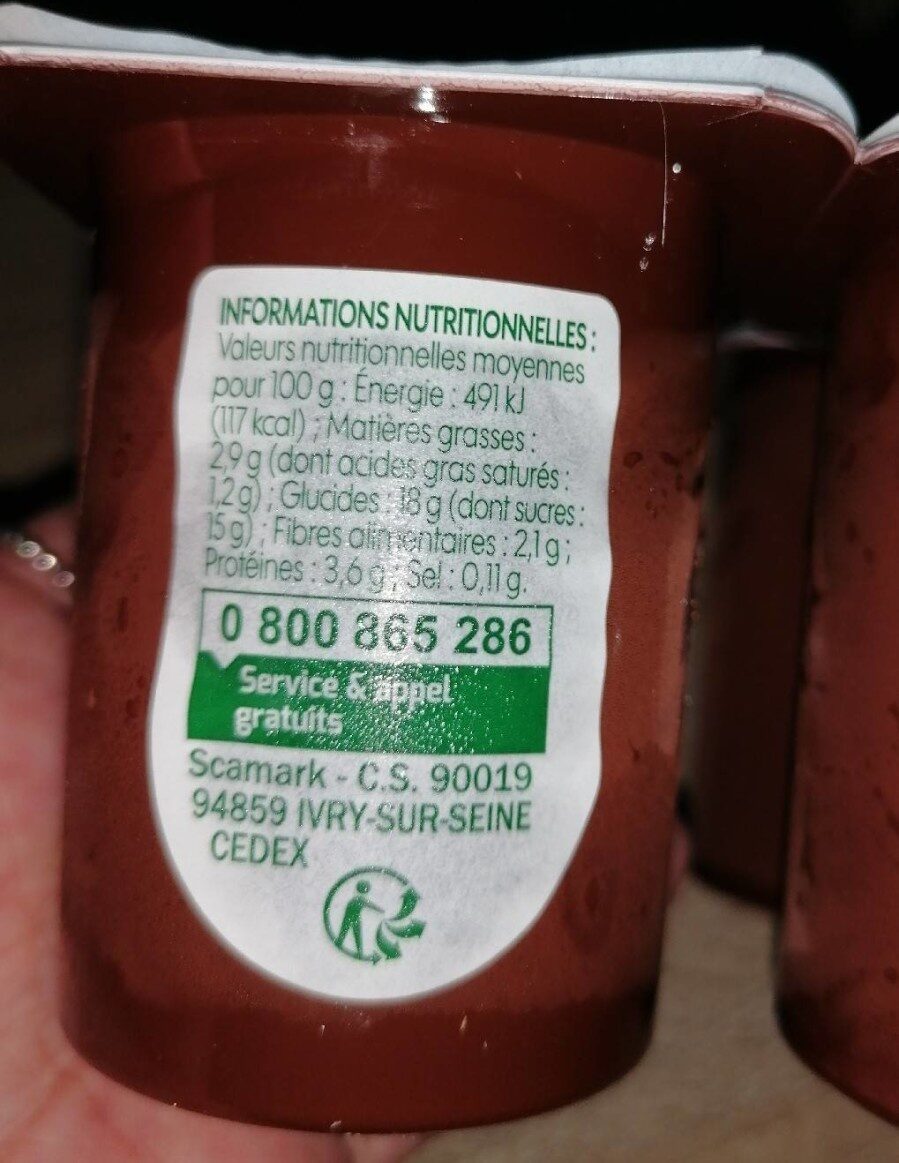 INFORMATIONS NUTRITIONNELLES :
Valeurs nutritionnelles moyennes
pour 100 g : Énergie : 491 kJ
(117 kcal) ; Matières grasses :
2,9 g (dont acides gras saturés :
1,2 g) ; Glucides : 18 g (dont sucres :
15 g) ; Fibres alimentaires : 2,1 g ;
Protéines : 3,6 g ; Sel : 0,11 g.
0 800 865 286
Service & appel
gratuits
Scamark - C.S. 90019
94859 IVRY-SUR-SEINE
CEDEX